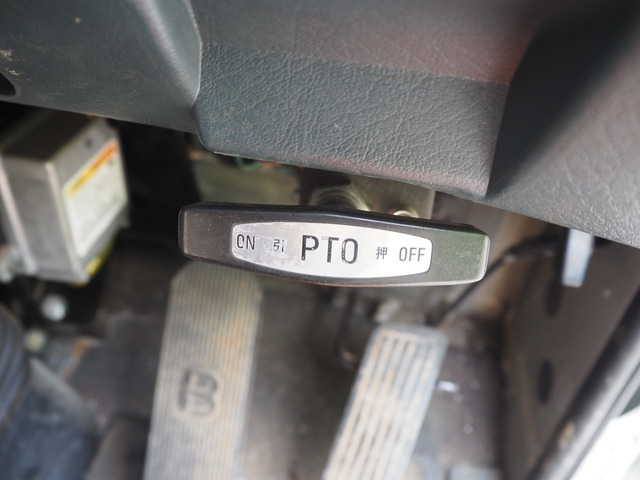 ON 引 PTO 押 OFF
B